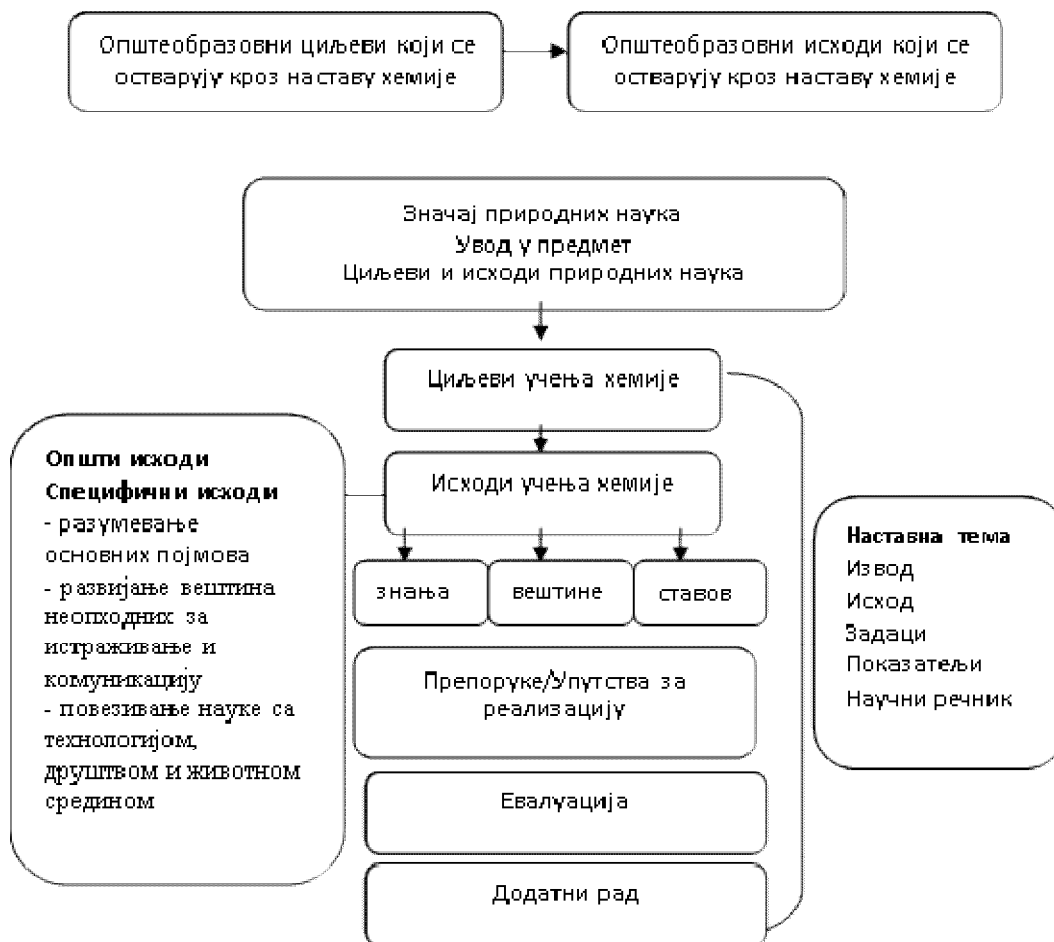 Општеобразовни циљеви који се
остварују кроз наставу хемије
Општеобразовни исходи који се
остварују кроз наставу хемије
Значај природних наука
Увод у предмет
Циљеви и исходи природних наука
Циљеви учења хемије
Општи исходи
Специфични исходи
- разумевање
основних појмова
- развијање вештина
неопходних за
истраживање и
комуникацију
- повезивање науке са
технологијом,
друштвом и животном
средином
Исходи учења хемије
знања
вештине
ставов
Препоруке/Упутства за
реализацију
Евалуација
Додатни рад
Наставна тема
Извод
Исход
Задаци
Показатељи
Научни речник